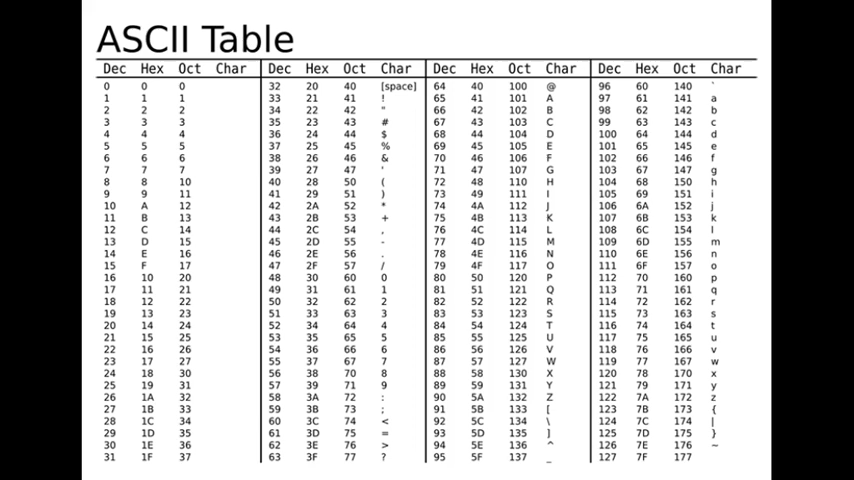 ASCII Table
Dec Hex Oct Char Dec Hex Oct Char Dec Hex Oct Char Dec Hex Oct Char
0 0 0 32 20 40 [space] 64 40 100 @ 96 60 140 `
1 1 1 33 21 41 ! 65 41 101 A 97 61 141 a
2 2 2 34 22 42 " 66 42 102 B 98 62 142 b
3 3 3 35 23 43 # 67 43 103 C 99 63 143 c
4 4 4 36 24 44 $ 68 44 104 D 100 64 144 d
5 5 5 37 25 45 % 69 45 105 E 101 65 145 e
6 6 6 38 26 46 & 70 46 106 F 102 66 146 f
7 7 7 39 27 47 ' 71 47 107 G 103 67 147 g
8 8 10 40 28 50 ( 72 48 110 H 104 68 150 h
9 9 11 41 29 51 ) 73 49 111 I 105 69 151 i
10 A 12 42 2A 52 * 74 4A 112 J 106 6A 152 j
11 B 13 43 2B 53 + 75 4B 113 K 107 6B 153 k
12 C 14 44 2C 54 , 76 4C 114 L 108 6C 154 l
13 D 15 45 2D 55 - 77 4D 115 M 109 6D 155 m
14 E 16 46 2E 56 . 78 4E 116 N 110 6E 156 n
15 F 17 47 2F 57 / 79 4F 117 O 111 6F 157 o
16 10 20 48 30 60 0 80 50 120 P 112 70 160 p
17 11 21 49 31 61 1 81 51 121 Q 113 71 161 q
18 12 22 50 32 62 2 82 52 122 R 114 72 162 r
19 13 23 51 33 63 3 83 53 123 S 115 73 163 s
20 14 24 52 34 64 4 84 54 124 T 116 74 164 t
21 15 25 53 35 65 5 85 55 125 U 117 75 165 u
22 16 26 54 36 66 6 86 56 126 V 118 76 166 v
23 17 27 55 37 67 7 87 57 127 W 119 77 167 w
24 18 30 56 38 70 8 88 58 130 X 120 78 170 x
25 19 31 57 39 71 9 89 59 131 Y 121 79 171 y
26 1A 32 58 3A 72 : 90 5A 132 Z 122 7A 172 z
27 1B 33 59 3B 73 ; 91 5B 133 [ 123 7B 173 {
28 1C 34 60 3C 74 < 92 5C 134 \ 124 7C 174 |
29 1D 35 61 3D 75 = 93 5D 135 ] 125 7D 175 }
30 1E 36 62 3E 76 > 94 5E 136 ^ 126 7E 176 ~
31 1F 37 63 3F 77 ? 95 5F 137 _ 127 7F 177